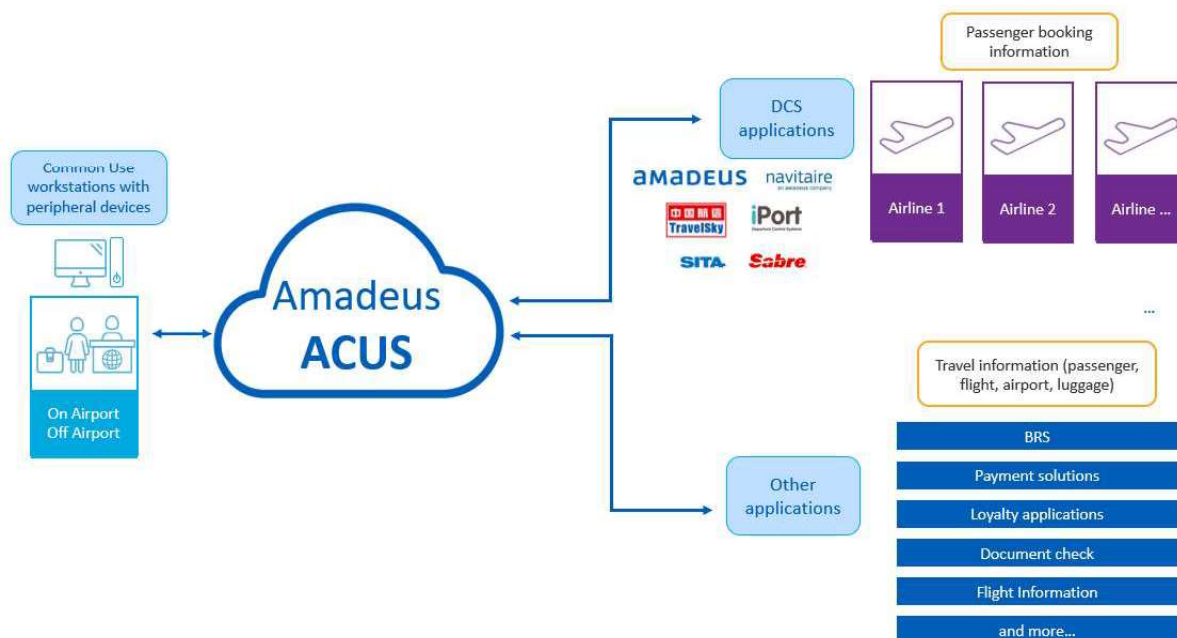 Passenger booking
information
DCS
applications
Common Use
workstations with
peripheral devices
amadeus
navitaire
an amadeus company
中国航信
TravelSky
iPort
Departure Control Systems
SITA
Sabre
Airline 1
Airline 2
Airline ...
Amadeus
ACUS
...
On Airport
Off Airport
Travel information (passenger,
flight, airport, luggage)
BRS
Payment solutions
Other
applications
Loyalty applications
Document check
Flight Information
and more...